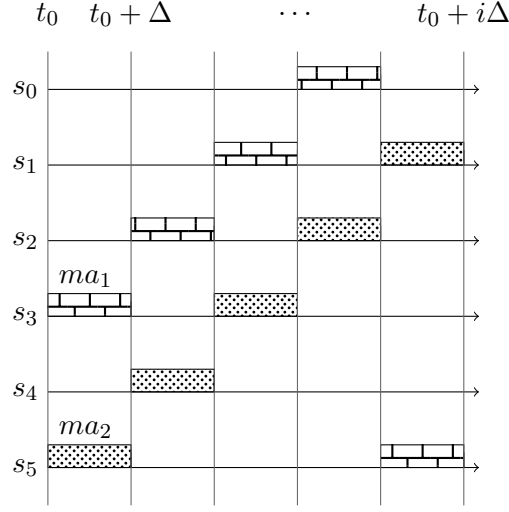 t₀ t₀ + Δ ⋯ t₀ + iΔ
s₀
s₁
s₂
ma₁
s₃
s₄
ma₂
s₅